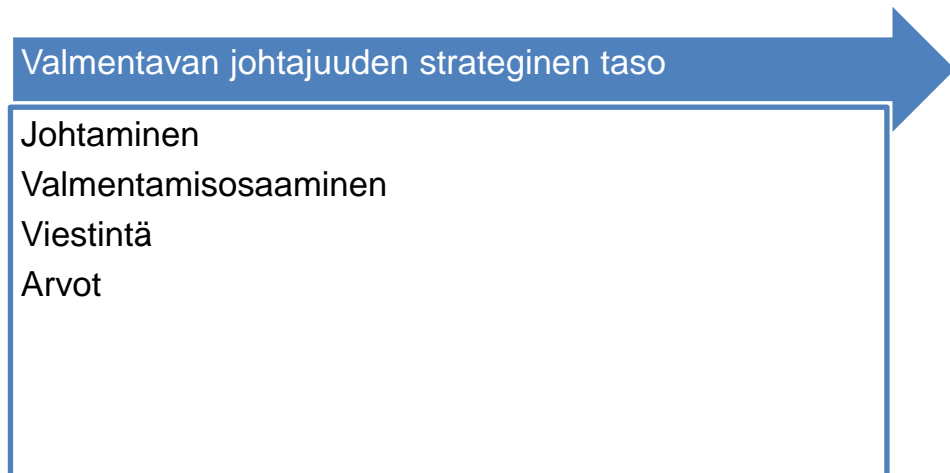 Valmentavan johtajuuden strateginen taso
Johtaminen
Valmentamisosaaminen
Viestintä
Arvot